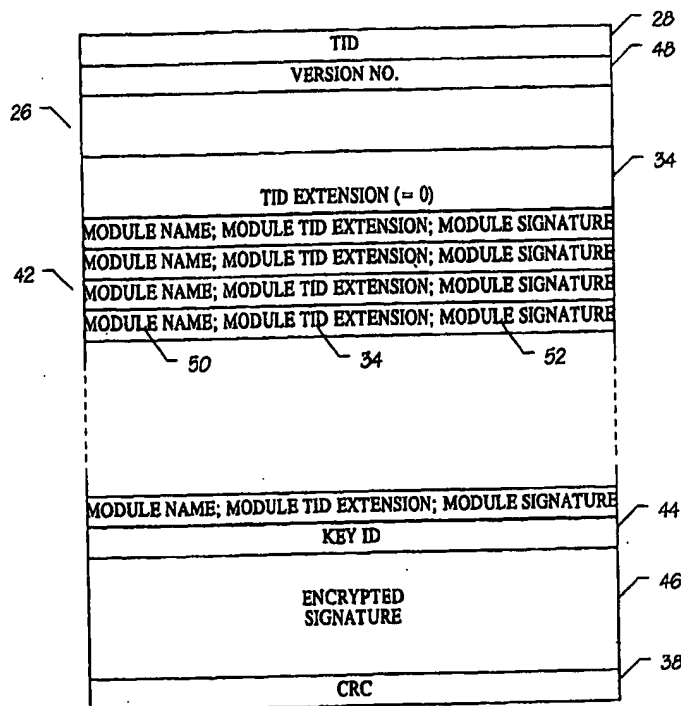 28
TID
48
VERSION NO.
26
34
TID EXTENSION (= 0)
MODULE NAME; MODULE TID EXTENSION; MODULE SIGNATURE
MODULE NAME; MODULE TID EXTENSION; MODULE SIGNATURE
42
MODULE NAME; MODULE TID EXTENSION; MODULE SIGNATURE
MODULE NAME; MODULE TID EXTENSION; MODULE SIGNATURE
50 34 52
MODULE NAME; MODULE TID EXTENSION; MODULE SIGNATURE
44
KEY ID
46
ENCRYPTED
SIGNATURE
38
CRC